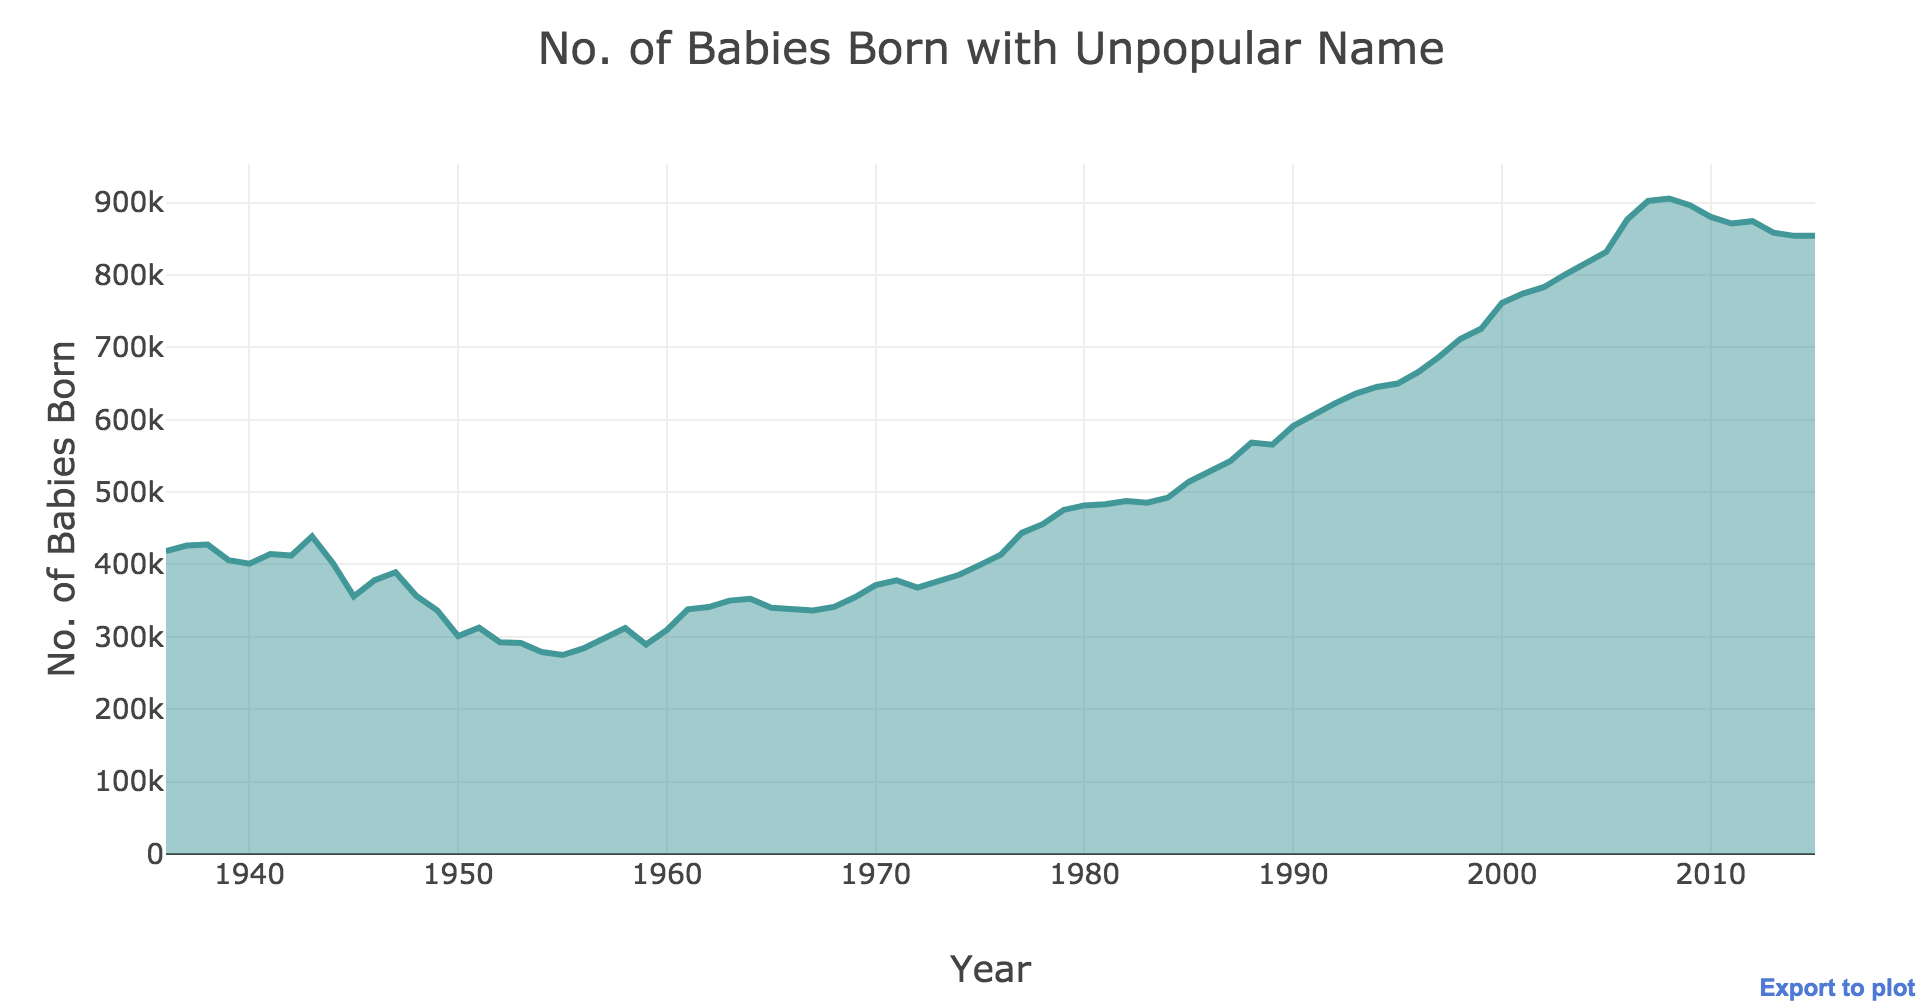 No. of Babies Born with Unpopular Name
No. of Babies Born
900k
800k
700k
600k
500k
400k
300k
200k
100k
0
1940 1950 1960 1970 1980 1990 2000 2010
Year
Export to plot